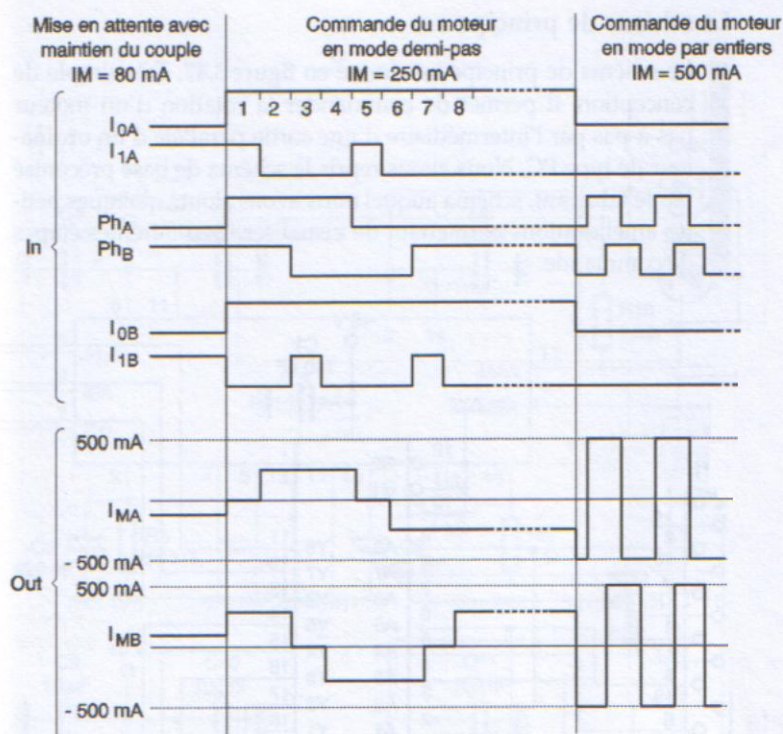 Mise en attente avec
maintien du couple
IM = 80 mA
Commande du moteur
en mode demi-pas
IM = 250 mA
Commande du moteur
en mode par entiers
IM = 500 mA
1 2 3 4 5 6 7 8
I0A
I1A
PhA
PhB
In
I0B
I1B
500 mA
IMA
- 500 mA
Out
500 mA
IMB
- 500 mA